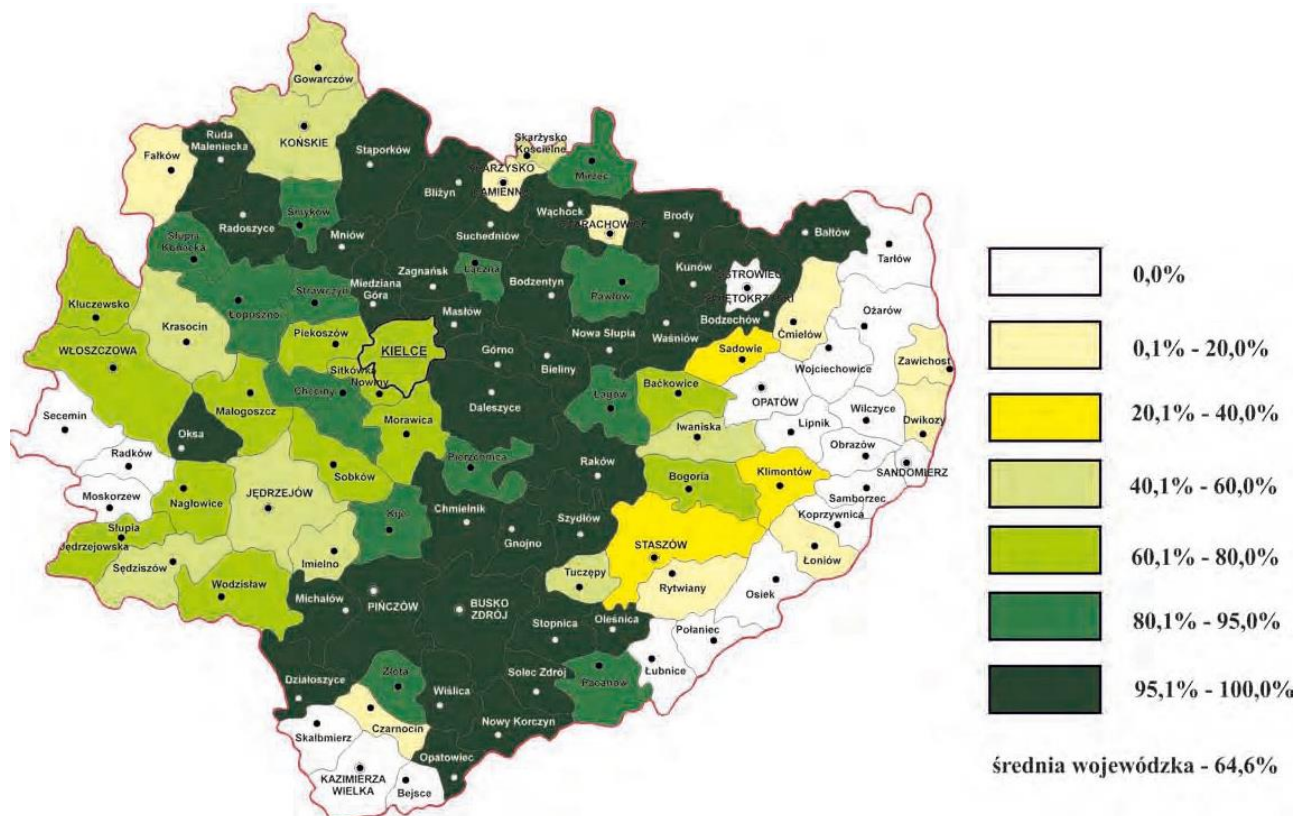 Gowarczów
KOŃSKIE
Ruda
Maleniecka
Fałków
Stąporków
Skarżysko
Kościelne
SKARŻYSKO
KAMIENNA
Mirzec
Bliżyn
Wąchock
STARACHOWICE
Brody
Bałtów
Tarłów
Radoszyce
Smyków
Mniów
Suchedniów
Słupia
Konecka
Łączna
Zagnańsk
Bodzentyn
Pawłów
Kunów
OSTROWIEC
ŚWIĘTOKRZYSKI
Bodzechów
Ćmielów
Ożarów
Kluczewsko
Krasocin
Łopuszno
Strawczyn
Miedziana
Góra
Masłów
Nowa Słupia
Waśniów
Sadowie
Wojciechowice
Zawichost
WŁOSZCZOWA
Piekoszów
KIELCE
Górno
Bieliny
Sitkówka
Nowiny
Chęciny
Daleszyce
Łagów
Baćkowice
OPATÓW
Wilczyce
Dwikozy
Secemin
Małogoszcz
Morawica
Iwaniska
Lipnik
Obrazów
Oksa
Radków
Sobków
Pierzchnica
Raków
Bogoria
Klimontów
SANDOMIERZ
Samborzec
Moskorzew
Nagłowice
JĘDRZEJÓW
Kije
Chmielnik
Gnojno
Szydłów
Koprzywnica
Słupia
Jędrzejowska
Sędziszów
Imielno
STASZÓW
Łoniów
Wodzisław
Tuczępy
Rytwiany
Osiek
Michałów
PIŃCZÓW
BUSKO
ZDRÓJ
Stopnica
Oleśnica
Połaniec
Łubnice
Działoszyce
Złota
Wiślica
Solec Zdrój
Pacanów
Skalbmierz
Czarnocin
Nowy Korczyn
KAZIMIERZA
WIELKA
Bejsce
Opatowiec
0,0%
0,1% - 20,0%
20,1% - 40,0%
40,1% - 60,0%
60,1% - 80,0%
80,1% - 95,0%
95,1% - 100,0%
średnia wojewódzka - 64,6%